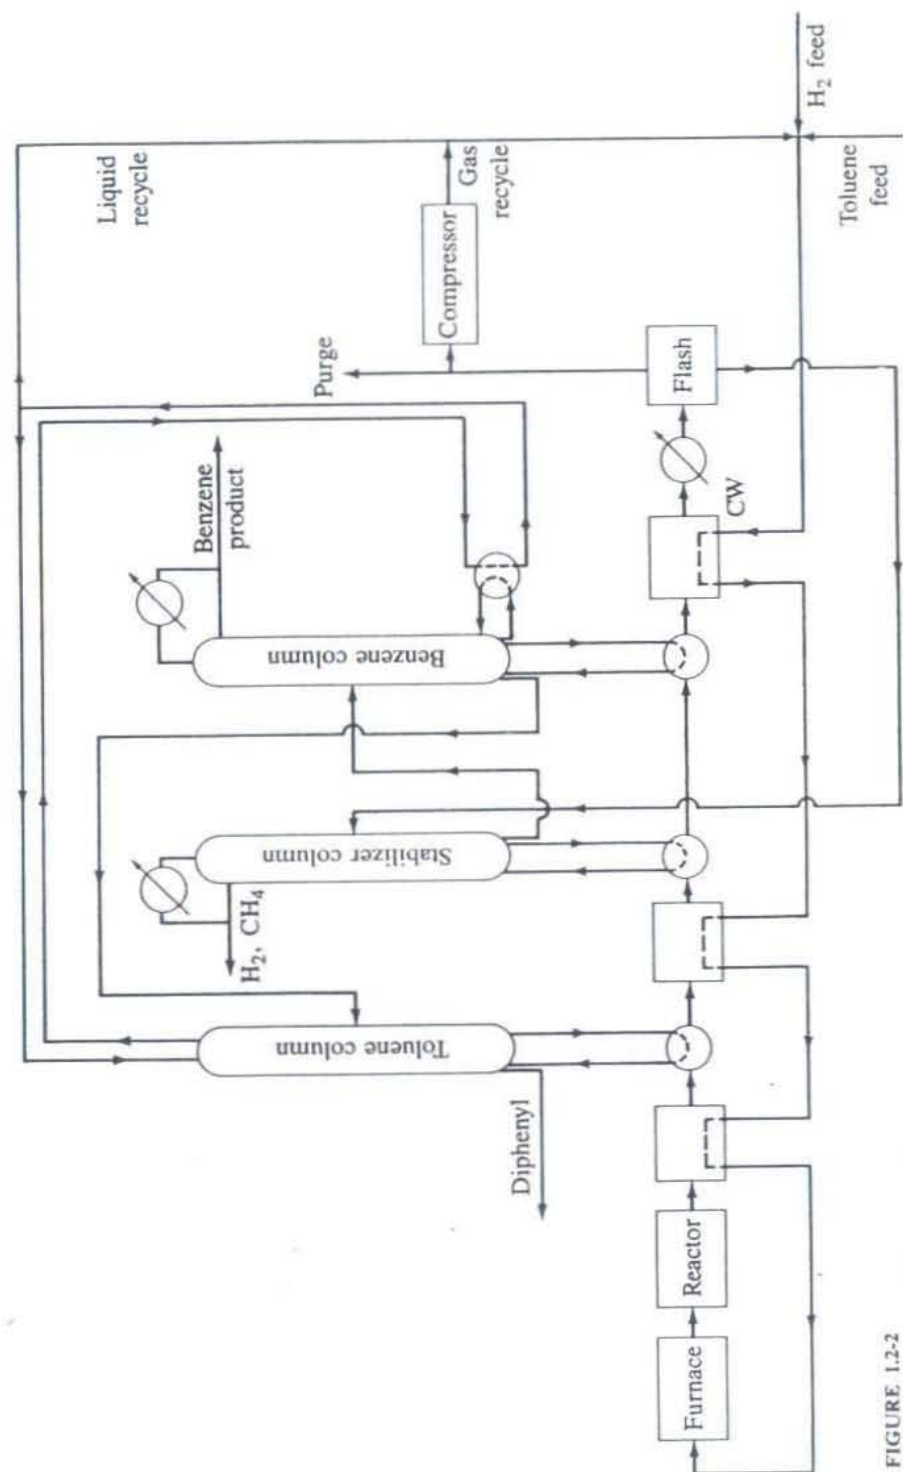 H₂ feed
Toluene
feed
Liquid
recycle
Gas
recycle
Compressor
Purge
Flash
CW
Benzene
product
Benzene column
Stabilizer column
H₂, CH₄
Toluene column
Diphenyl
Reactor
Furnace
FIGURE 1.2-2